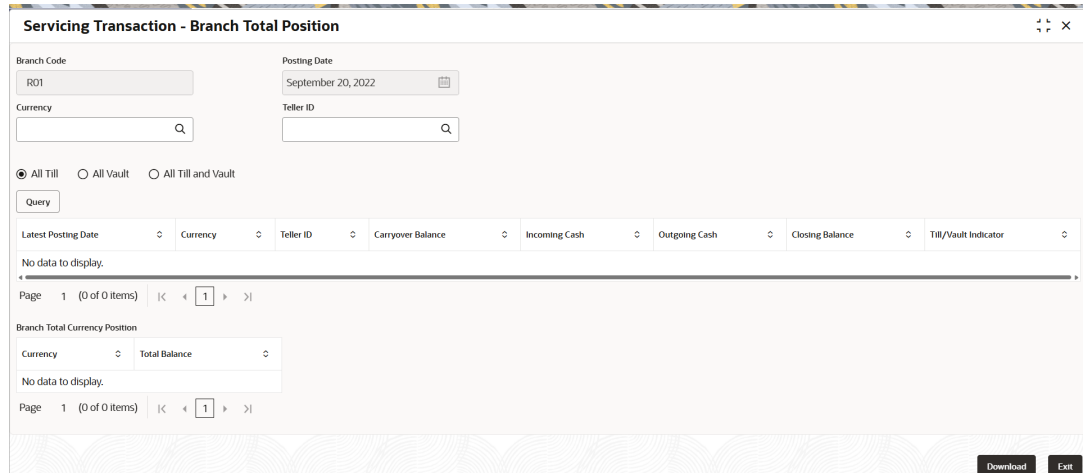 Servicing Transaction - Branch Total Position
Branch Code
Posting Date
R01
September 20, 2022
Currency
Teller ID
All Till All Vault All Till and Vault
Query
Latest Posting Date Currency Teller ID Carryover Balance Incoming Cash Outgoing Cash Closing Balance Till/Vault Indicator
No data to display.
Page 1 (0 of 0 items) 1
Branch Total Currency Position
Currency Total Balance
No data to display.
Page 1 (0 of 0 items) 1
Download Exit